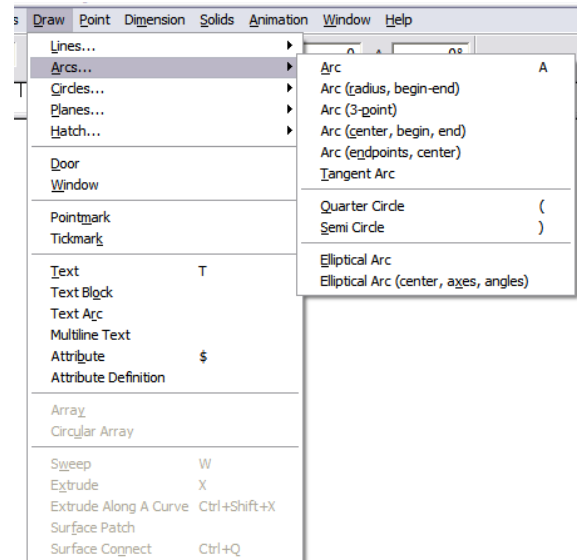 s Draw Point Dimension Solids Animation Window Help
Lines...
0 0°
Arcs...
Circles...
Planes...
Hatch...
Door
Window
Pointmark
Tickmark
Text T
Text Block
Text Arc
Multiline Text
Attribute $
Attribute Definition
Array
Circular Array
Sweep W
Extrude X
Extrude Along A Curve Ctrl+Shift+X
Surface Patch
Surface Connect Ctrl+Q
Arc A
Arc (radius, begin-end)
Arc (3-point)
Arc (center, begin, end)
Arc (endpoints, center)
Tangent Arc
Quarter Circle (
Semi Circle )
Elliptical Arc
Elliptical Arc (center, axes, angles)